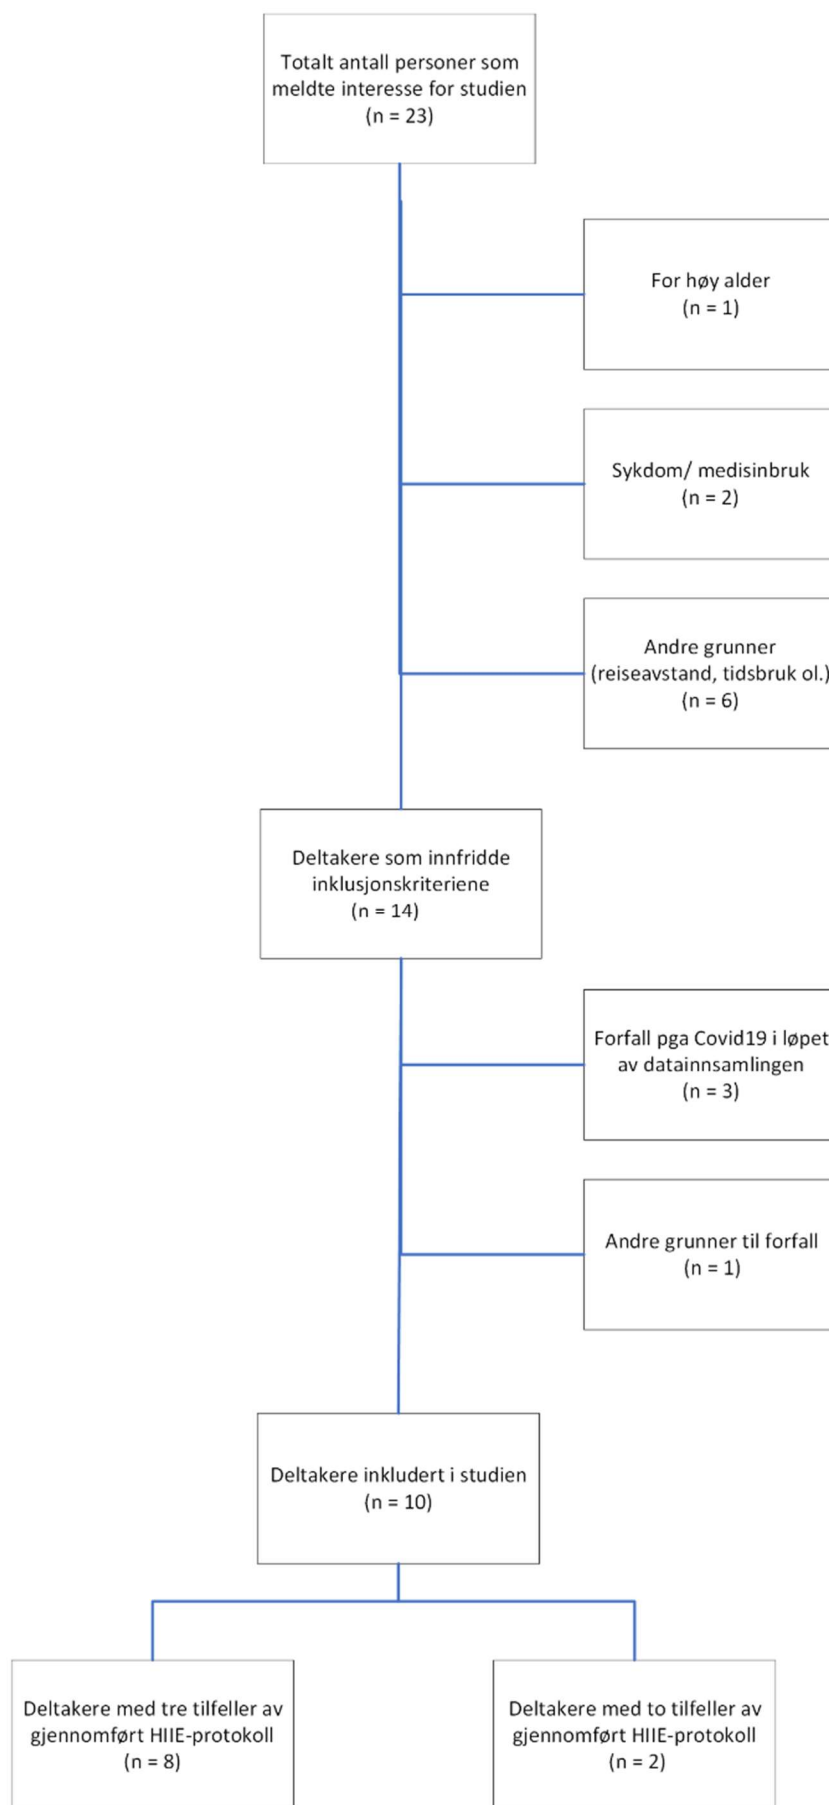 Totalt antall personer som
meldte interesse for studien
(n = 23)
For høy alder
(n = 1)
Sykdom/ medisinbruk
(n = 2)
Andre grunner
(reiseavstand, tidsbruk ol.)
(n = 6)
Deltakere som innfridde
inklusjonskriteriene
(n = 14)
Forfall pga Covid19 i løpet
av datainnsamlingen
(n = 3)
Andre grunner til forfall
(n = 1)
Deltakere inkludert i studien
(n = 10)
Deltakere med tre tilfeller av
gjennomført HIIE-protokoll
(n = 8)
Deltakere med to tilfeller av
gjennomført HIIE-protokoll
(n = 2)